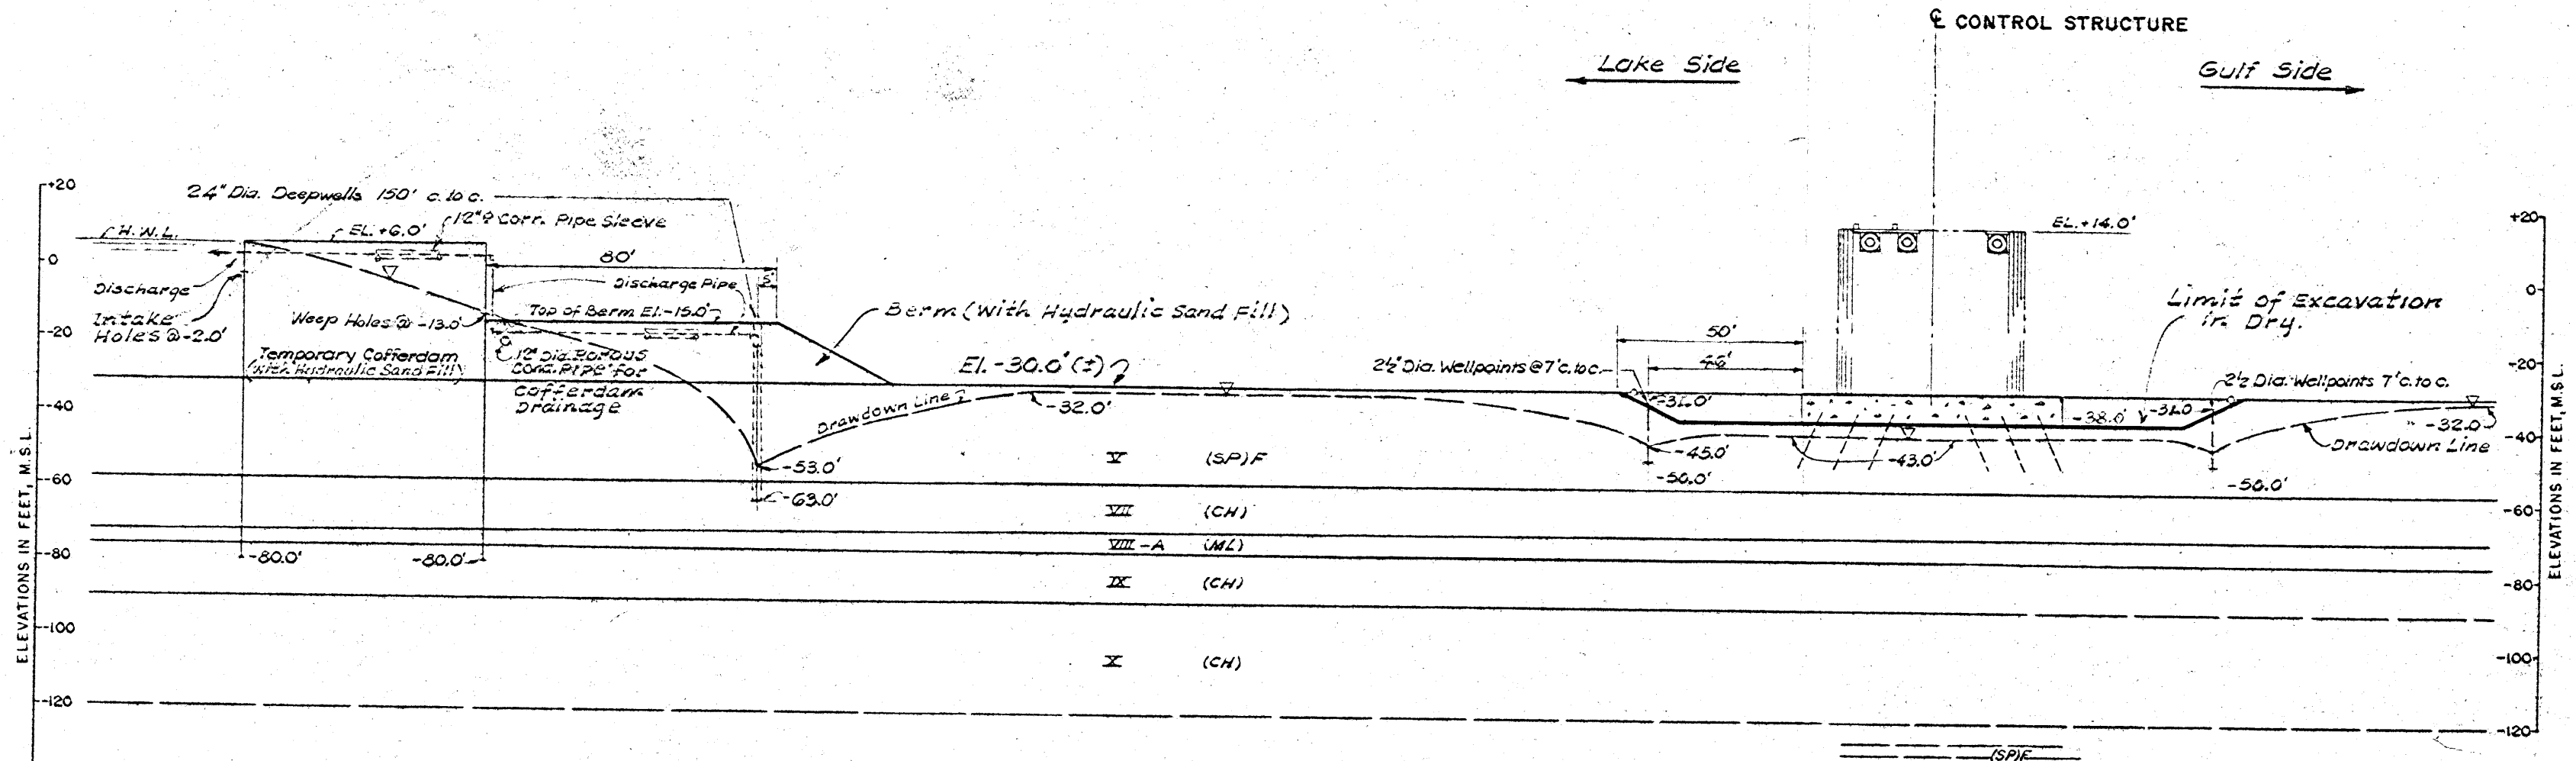 ℄ CONTROL STRUCTURE
Lake Side
Gulf Side
+20
24" Dia. Deepwells 150' c. to c.
12"φ Corr. Pipe Sleeve
+20
H.W.L.
EL. +6.0'
EL. +14.0'
0
80'
Discharge
Discharge Pipe
5'
0
Intake
Holes @ -2.0'
Weep Holes @ -13.0'
Top of Berm El. -15.0'
Berm (with Hydraulic Sand Fill)
Limit of Excavation
in Dry.
-20
Temporary Cofferdam
(with Hydraulic Sand Fill)
12" Dia. Porous
Conc. Pipe for
Cofferdam
Drainage
El. -30.0' (±)
50'
46'
2½" Dia. Wellpoints @ 7' c. to c.
2½ Dia. Wellpoints 7' c. to c.
-20
-40
Drawdown Line
-32.0'
-31.0'
-38.0'
-31.0
-32.0
-40
Drawdown Line
-53.0'
V (SP)F
-45.0'
-43.0'
-60
-63.0'
-50.0'
-50.0'
VII (CH)
-60
VIII-A (ML)
-80
-80.0'
-80.0'
IX (CH)
-80
-100
X (CH)
-100
-120
-120
(SP)F
ELEVATIONS IN FEET, M.S.L.
ELEVATIONS IN FEET, M.S.L.